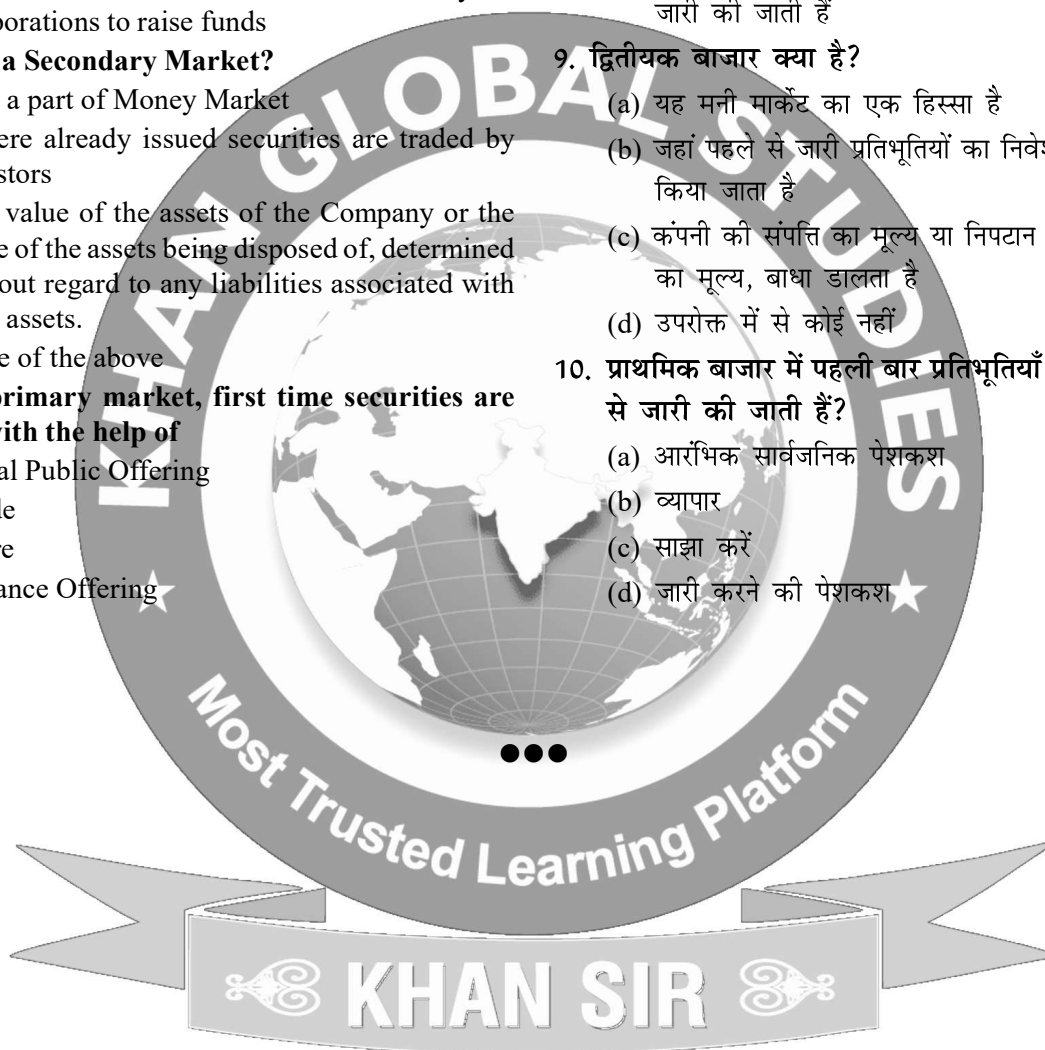 porations to raise funds
a Secondary Market?
a part of Money Market
ere already issued securities are traded by
stors
value of the assets of the Company or the
e of the assets being disposed of, determined
out regard to any liabilities associated with
assets.
e of the above
primary market, first time securities are
with the help of
al Public Offering
le
re
ance Offering
जारी की जाती हैं
9. द्वितीयक बाजार क्या है?
(a) यह मनी मार्केट का एक हिस्सा है
(b) जहां पहले से जारी प्रतिभूतियों का निवेश
किया जाता है
(c) कंपनी की संपत्ति का मूल्य या निपटान
का मूल्य, बाधा डालता है
(d) उपरोक्त में से कोई नहीं
10. प्राथमिक बाजार में पहली बार प्रतिभूतियाँ
से जारी की जाती हैं?
(a) आरंभिक सार्वजनिक पेशकश
(b) व्यापार
(c) साझा करें
(d) जारी करने की पेशकश
KHAN GLOBAL STUDIES
Most Trusted Learning Platform
KHAN SIR